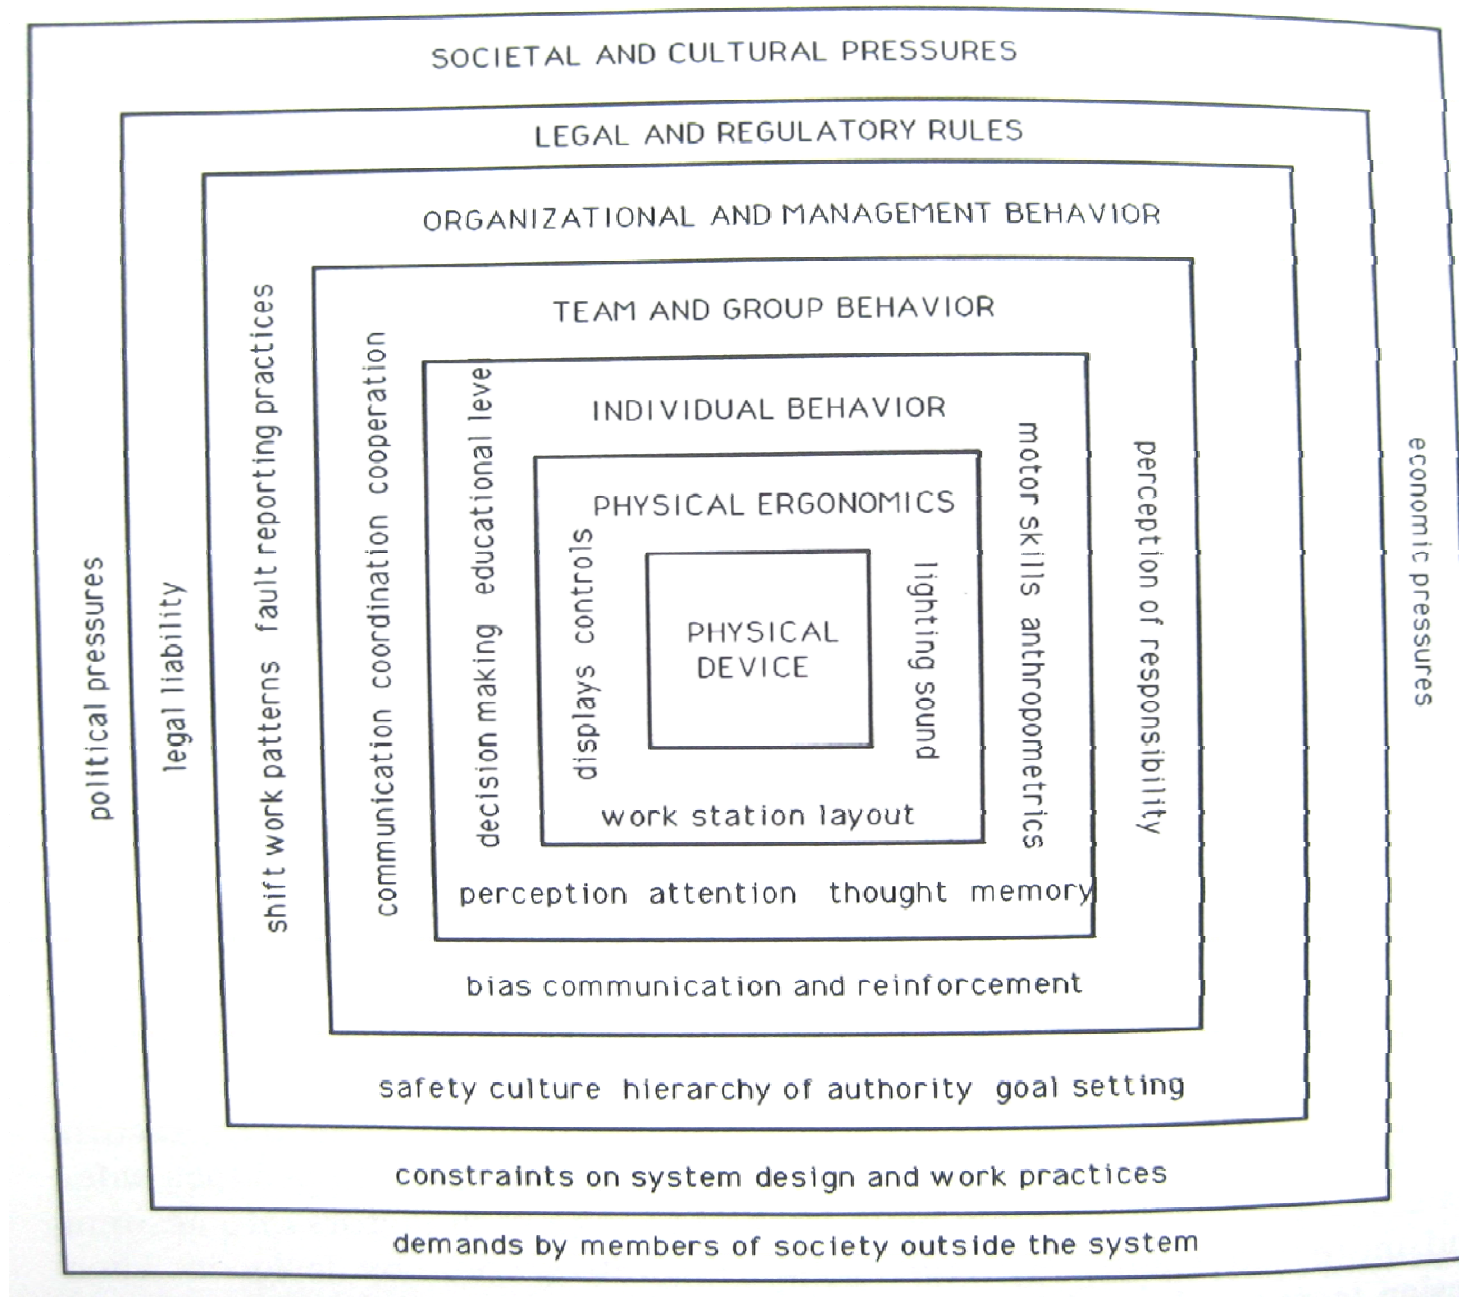 SOCIETAL AND CULTURAL PRESSURES
LEGAL AND REGULATORY RULES
ORGANIZATIONAL AND MANAGEMENT BEHAVIOR
TEAM AND GROUP BEHAVIOR
INDIVIDUAL BEHAVIOR
PHYSICAL ERGONOMICS
PHYSICAL
DEVICE
political pressures
legal liability
shift work patterns fault reporting practices
communication coordination cooperation
decision making educational leve
displays controls
lighting sound
motor skills anthropometrics
perception of responsibility
economic pressures
work station layout
perception attention thought memory
bias communication and reinforcement
safety culture hierarchy of authority goal setting
constraints on system design and work practices
demands by members of society outside the system